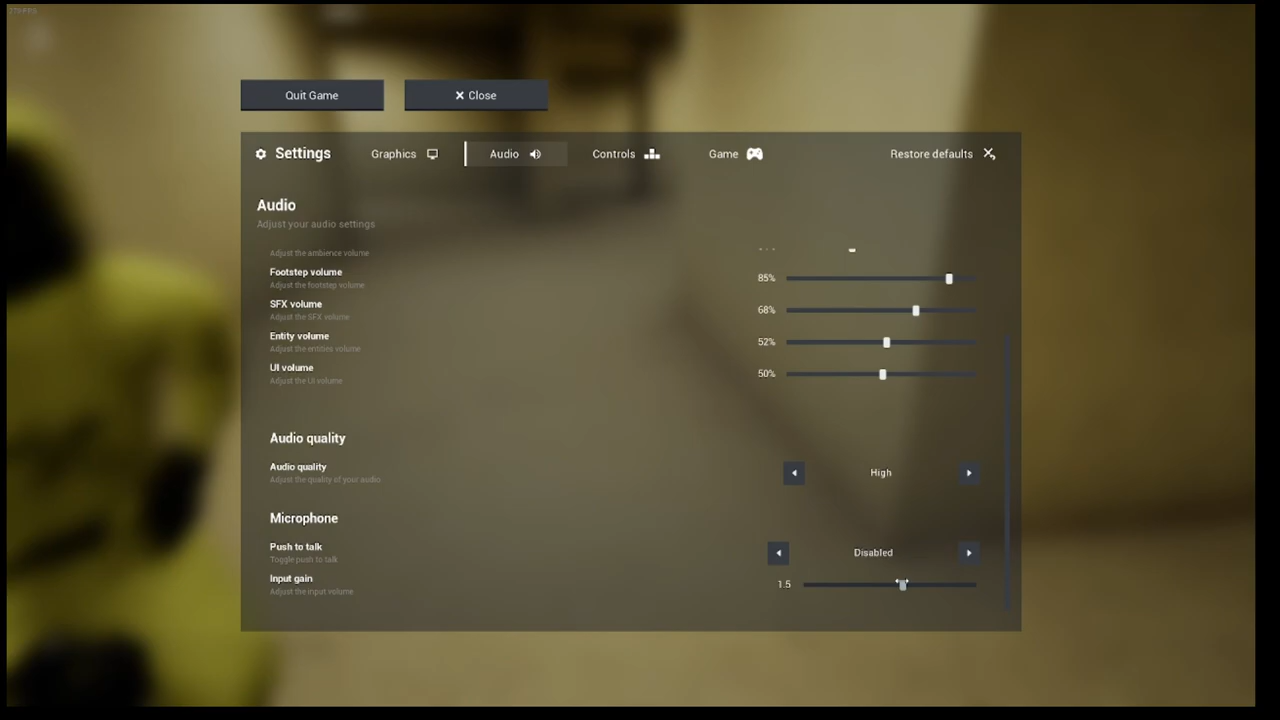 279 FPS
Quit Game
✕ Close
Settings
Graphics
Audio
Controls
Game
Restore defaults
Audio
Adjust your audio settings
Adjust the ambience volume
Footstep volume
85%
Adjust the footstep volume
SFX volume
68%
Adjust the SFX volume
Entity volume
52%
Adjust the entities volume
UI volume
50%
Adjust the UI volume
Audio quality
Audio quality
High
Adjust the quality of your audio
Microphone
Push to talk
Disabled
Toggle push to talk
Input gain
1.5
Adjust the input volume